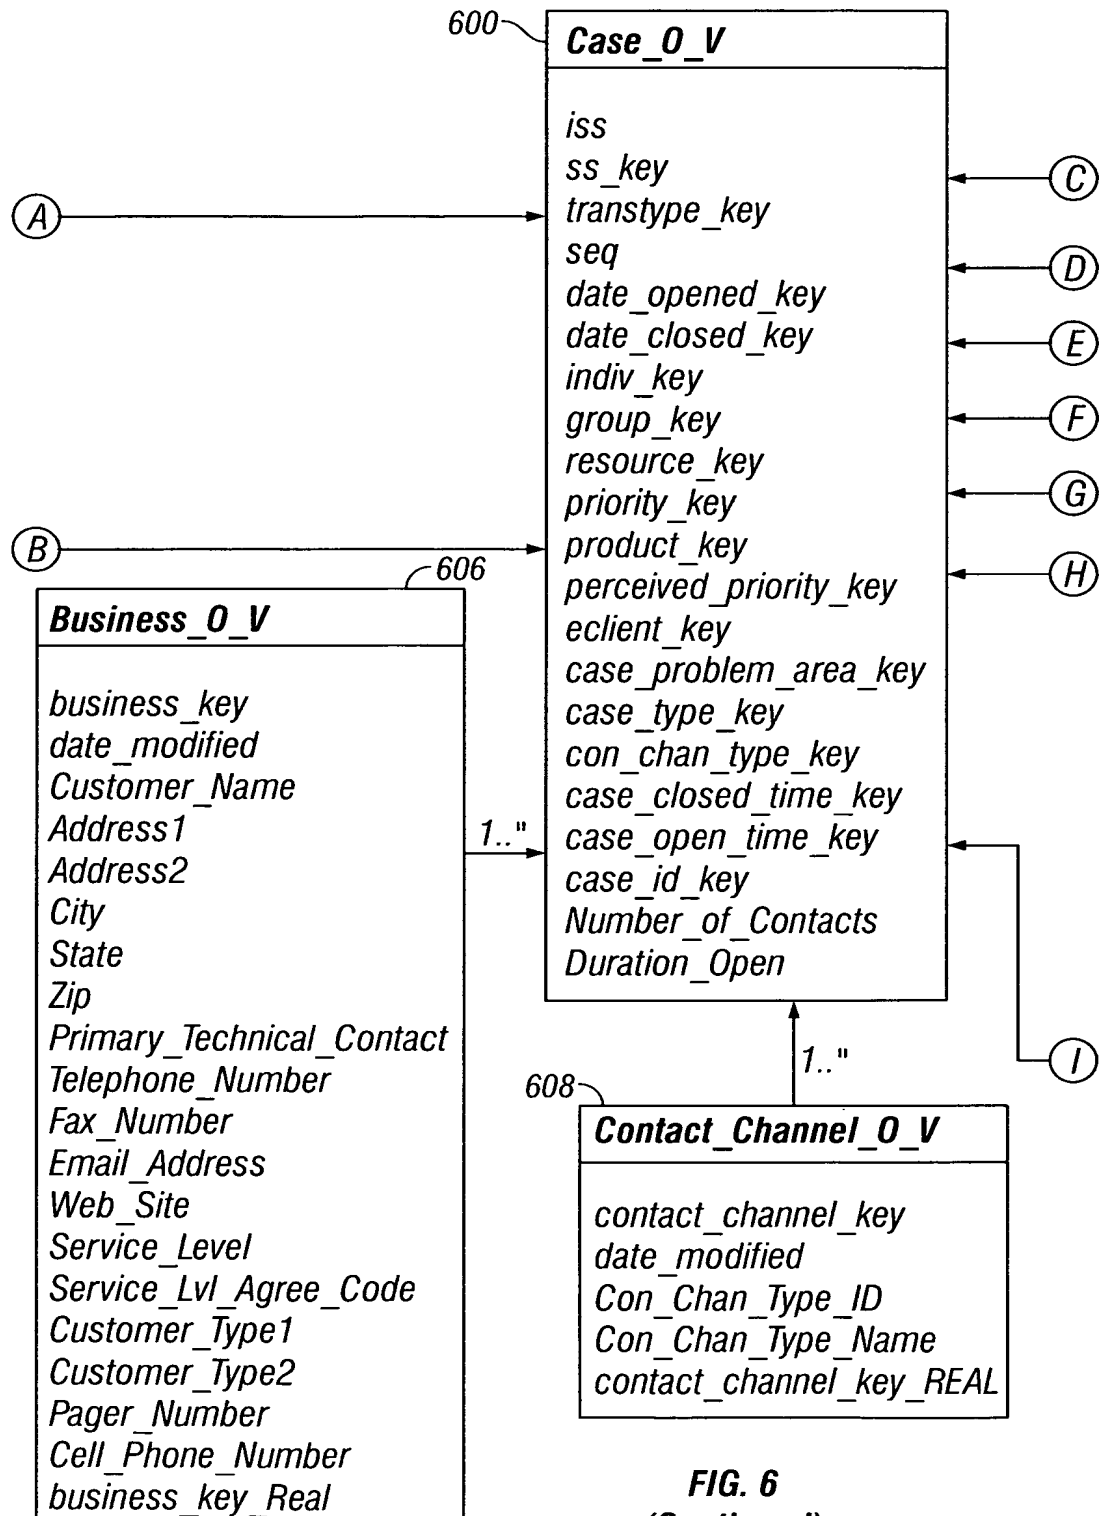 600
Case_O_V
iss
ss_key
transtype_key
seq
date_opened_key
date_closed_key
indiv_key
group_key
resource_key
priority_key
product_key
perceived_priority_key
eclient_key
case_problem_area_key
case_type_key
con_chan_type_key
case_closed_time_key
case_open_time_key
case_id_key
Number_of_Contacts
Duration_Open
A
B
C
D
E
F
G
H
I
606
Business_O_V
business_key
date_modified
Customer_Name
Address1
Address2
City
State
Zip
Primary_Technical_Contact
Telephone_Number
Fax_Number
Email_Address
Web_Site
Service_Level
Service_Lvl_Agree_Code
Customer_Type1
Customer_Type2
Pager_Number
Cell_Phone_Number
business_key_Real
1.."
1.."
608
Contact_Channel_O_V
contact_channel_key
date_modified
Con_Chan_Type_ID
Con_Chan_Type_Name
contact_channel_key_REAL
FIG. 6